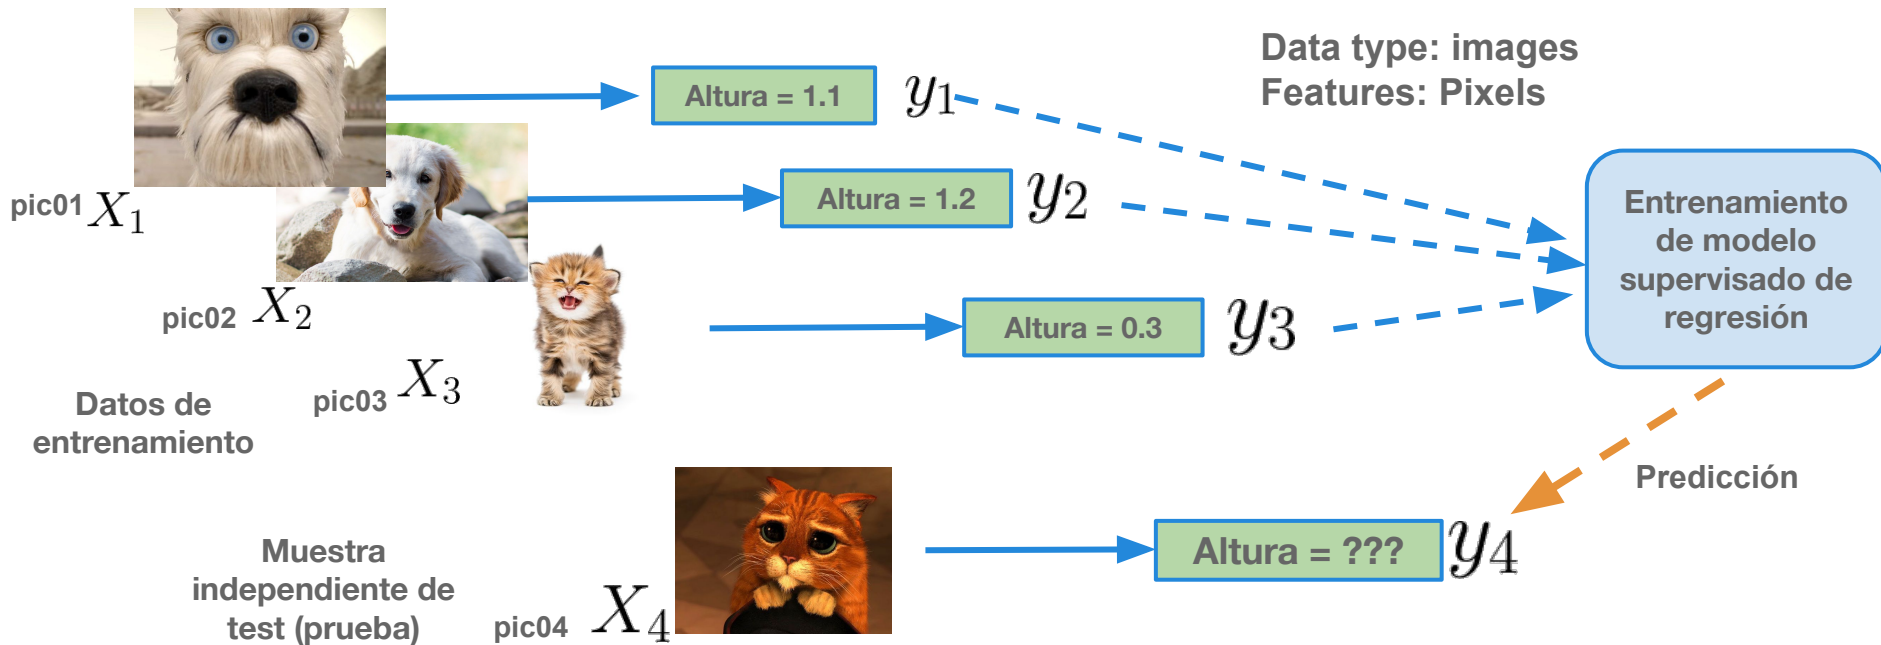 Data type: images
Features: Pixels
Altura = 1.1
y1
pic01 X1
Altura = 1.2
y2
pic02 X2
Altura = 0.3
y3
pic03 X3
Entrenamiento
de modelo
supervisado de
regresión
Datos de
entrenamiento
Predicción
Muestra
independiente de
test (prueba)
pic04 X4
Altura = ???
y4